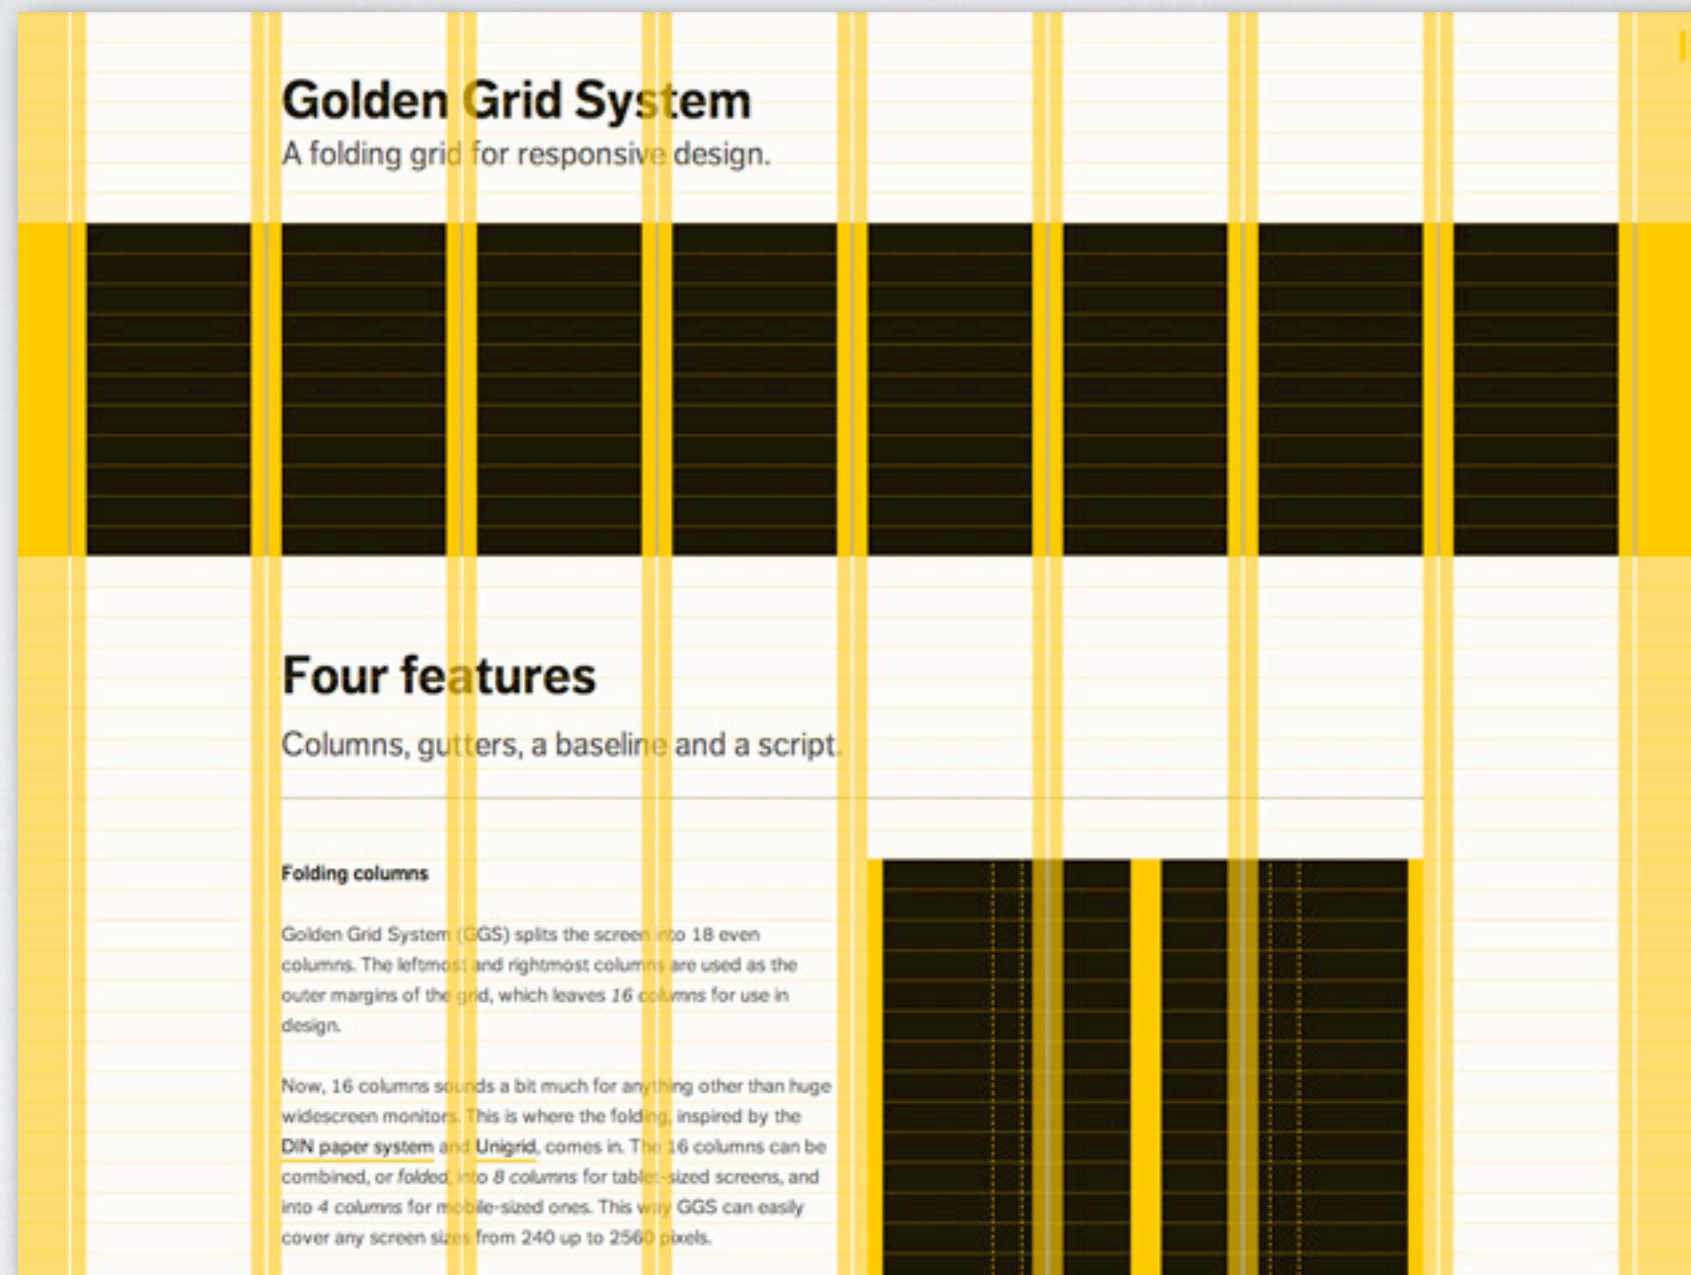 Golden Grid System
A folding grid for responsive design.
Four features
Columns, gutters, a baseline and a script.
Folding columns
Golden Grid System (GGS) splits the screen into 18 even
columns. The leftmost and rightmost columns are used as the
outer margins of the grid, which leaves 16 columns for use in
design.
Now, 16 columns sounds a bit much for anything other than huge
widescreen monitors. This is where the folding, inspired by the
DIN paper system and Unigrid, comes in. The 16 columns can be
combined, or folded, into 8 columns for tablet-sized screens, and
into 4 columns for mobile-sized ones. This way GGS can easily
cover any screen sizes from 240 up to 2560 pixels.